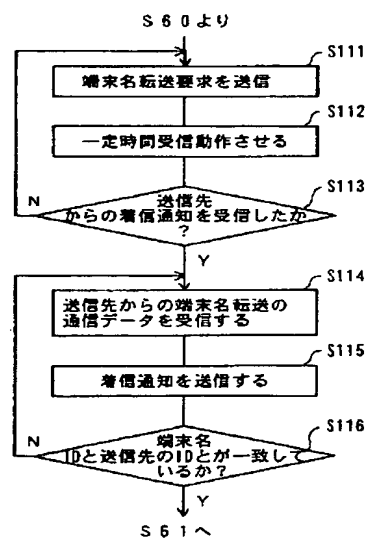 S60より
S111
端末名転送要求を送信
S112
一定時間受信動作させる
S113
送信先
からの着信通知を受信したか
?
N
Y
S114
送信先からの端末名転送の
通信データを受信する
S115
着信通知を送信する
S116
端末名
IDと送信先のIDとが一致して
いるか?
N
Y
S61へ